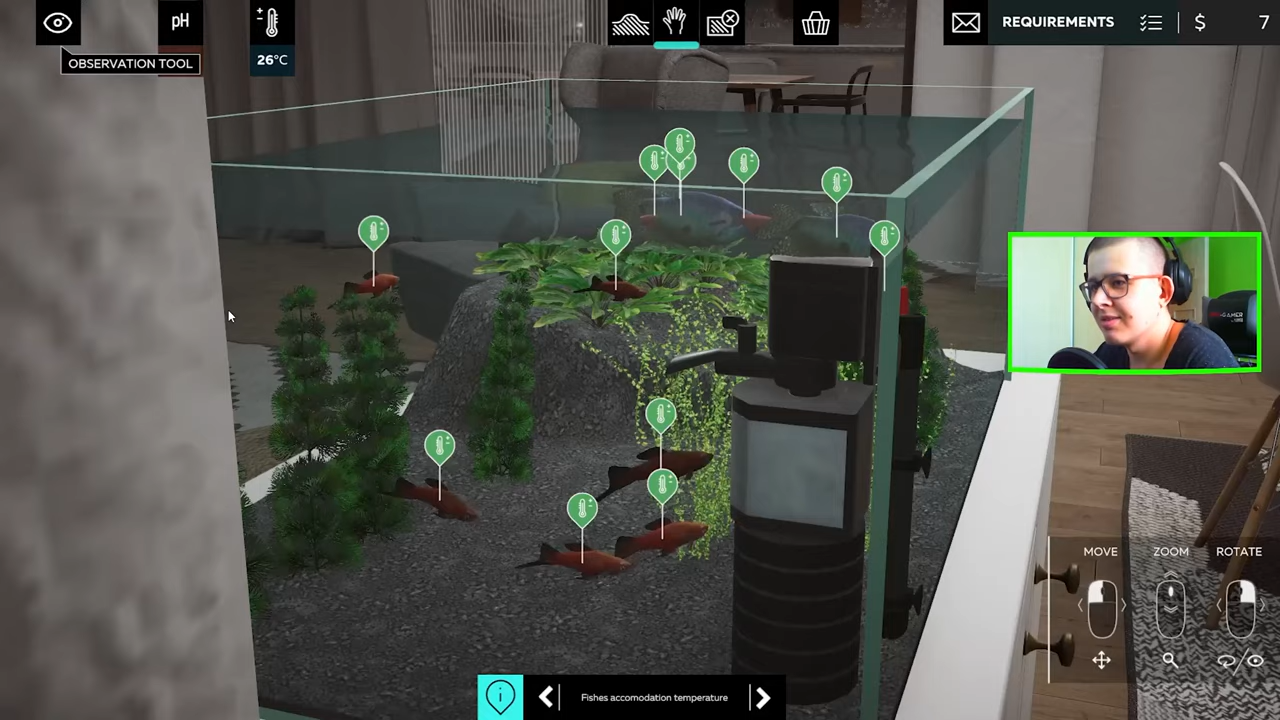 pH
REQUIREMENTS
$ 7
OBSERVATION TOOL
26°C
MOVE
ZOOM
ROTATE
Fishes accomodation temperature